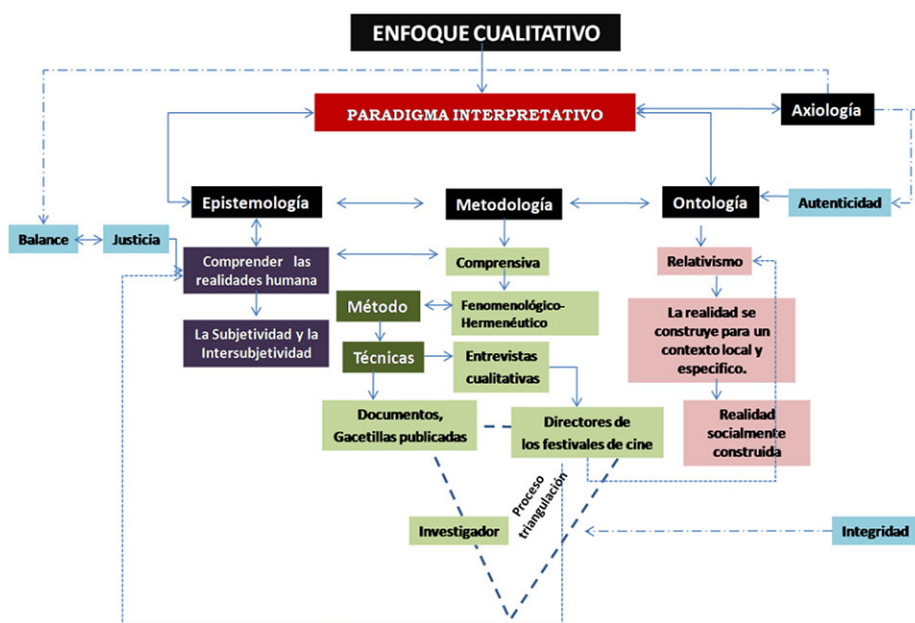 ENFOQUE CUALITATIVO
PARADIGMA INTERPRETATIVO
Axiología
Epistemología
Metodología
Ontología
Autenticidad
Balance
Justicia
Comprender las
realidades humana
Comprensiva
Relativismo
Método
Fenomenológico-
Hermenéutico
La realidad se
construye para un
contexto local y
especifico.
La Subjetividad y la
Intersubjetividad
Técnicas
Entrevistas
cualitativas
Documentos,
Gacetillas publicadas
Directores de
los festivales de cine
Realidad
socialmente
construida
Proceso
triangulación
Investigador
Integridad